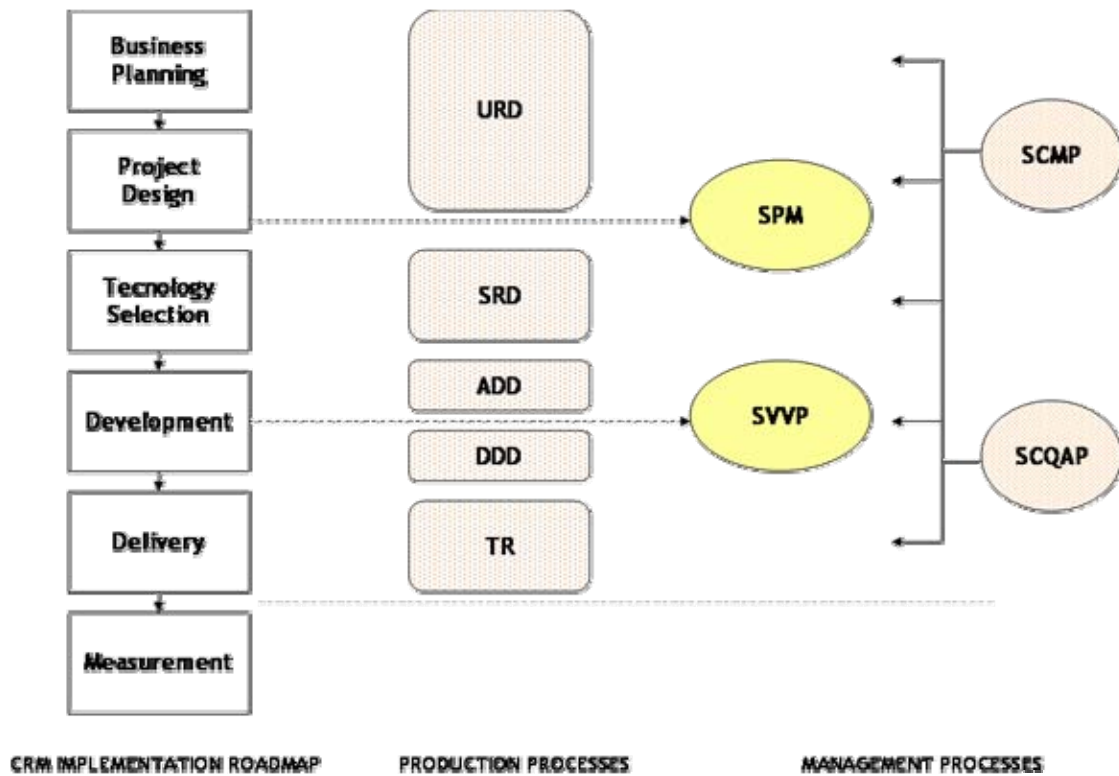 Business
Planning
Project
Design
Tecnology
Selection
Development
Delivery
Measurement
URD
SRD
ADD
DDD
TR
SPM
SVVP
SCMP
SCQAP
CRM IMPLEMENTATION ROADMAP
PRODUCTION PROCESSES
MANAGEMENT PROCESSES